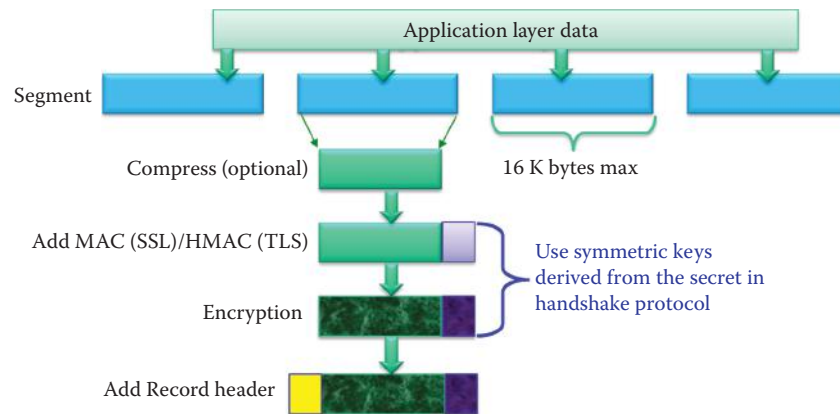 Application layer data
Segment
Compress (optional)
16 K bytes max
Add MAC (SSL)/HMAC (TLS)
Use symmetric keys
derived from the secret in
handshake protocol
Encryption
Add Record header